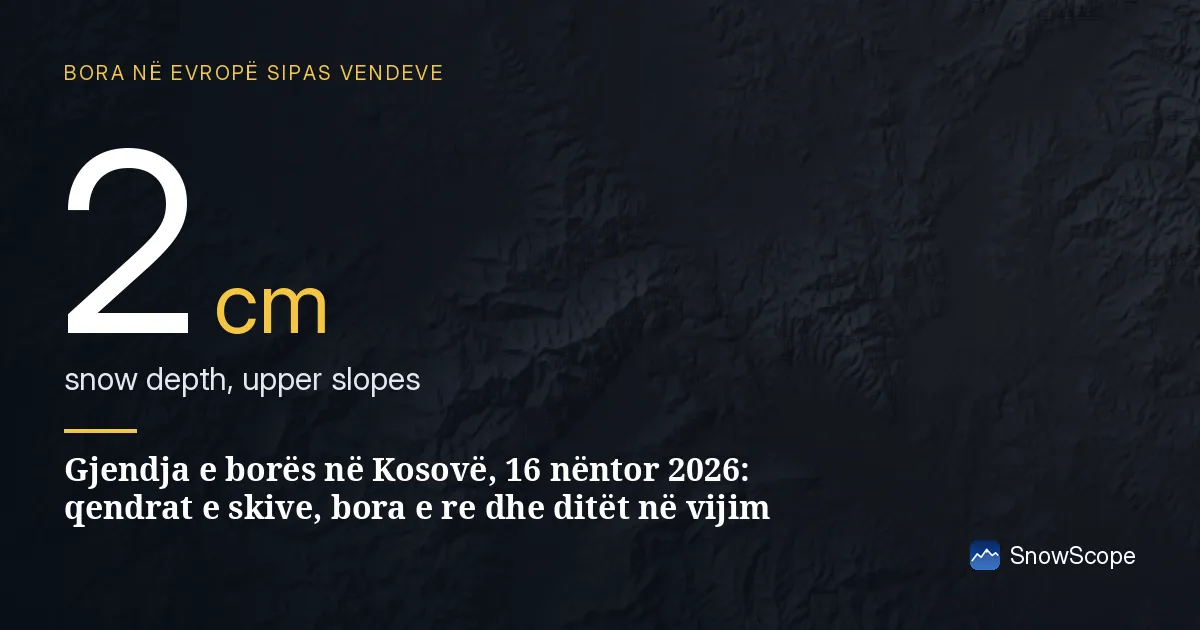 BORA NË EVROPË SIPAS VENDEVE
2 cm
snow depth, upper slopes
Gjendja e borës në Kosovë, 16 nëntor 2026:
qendrat e skive, bora e re dhe ditët në vijim
SnowScope